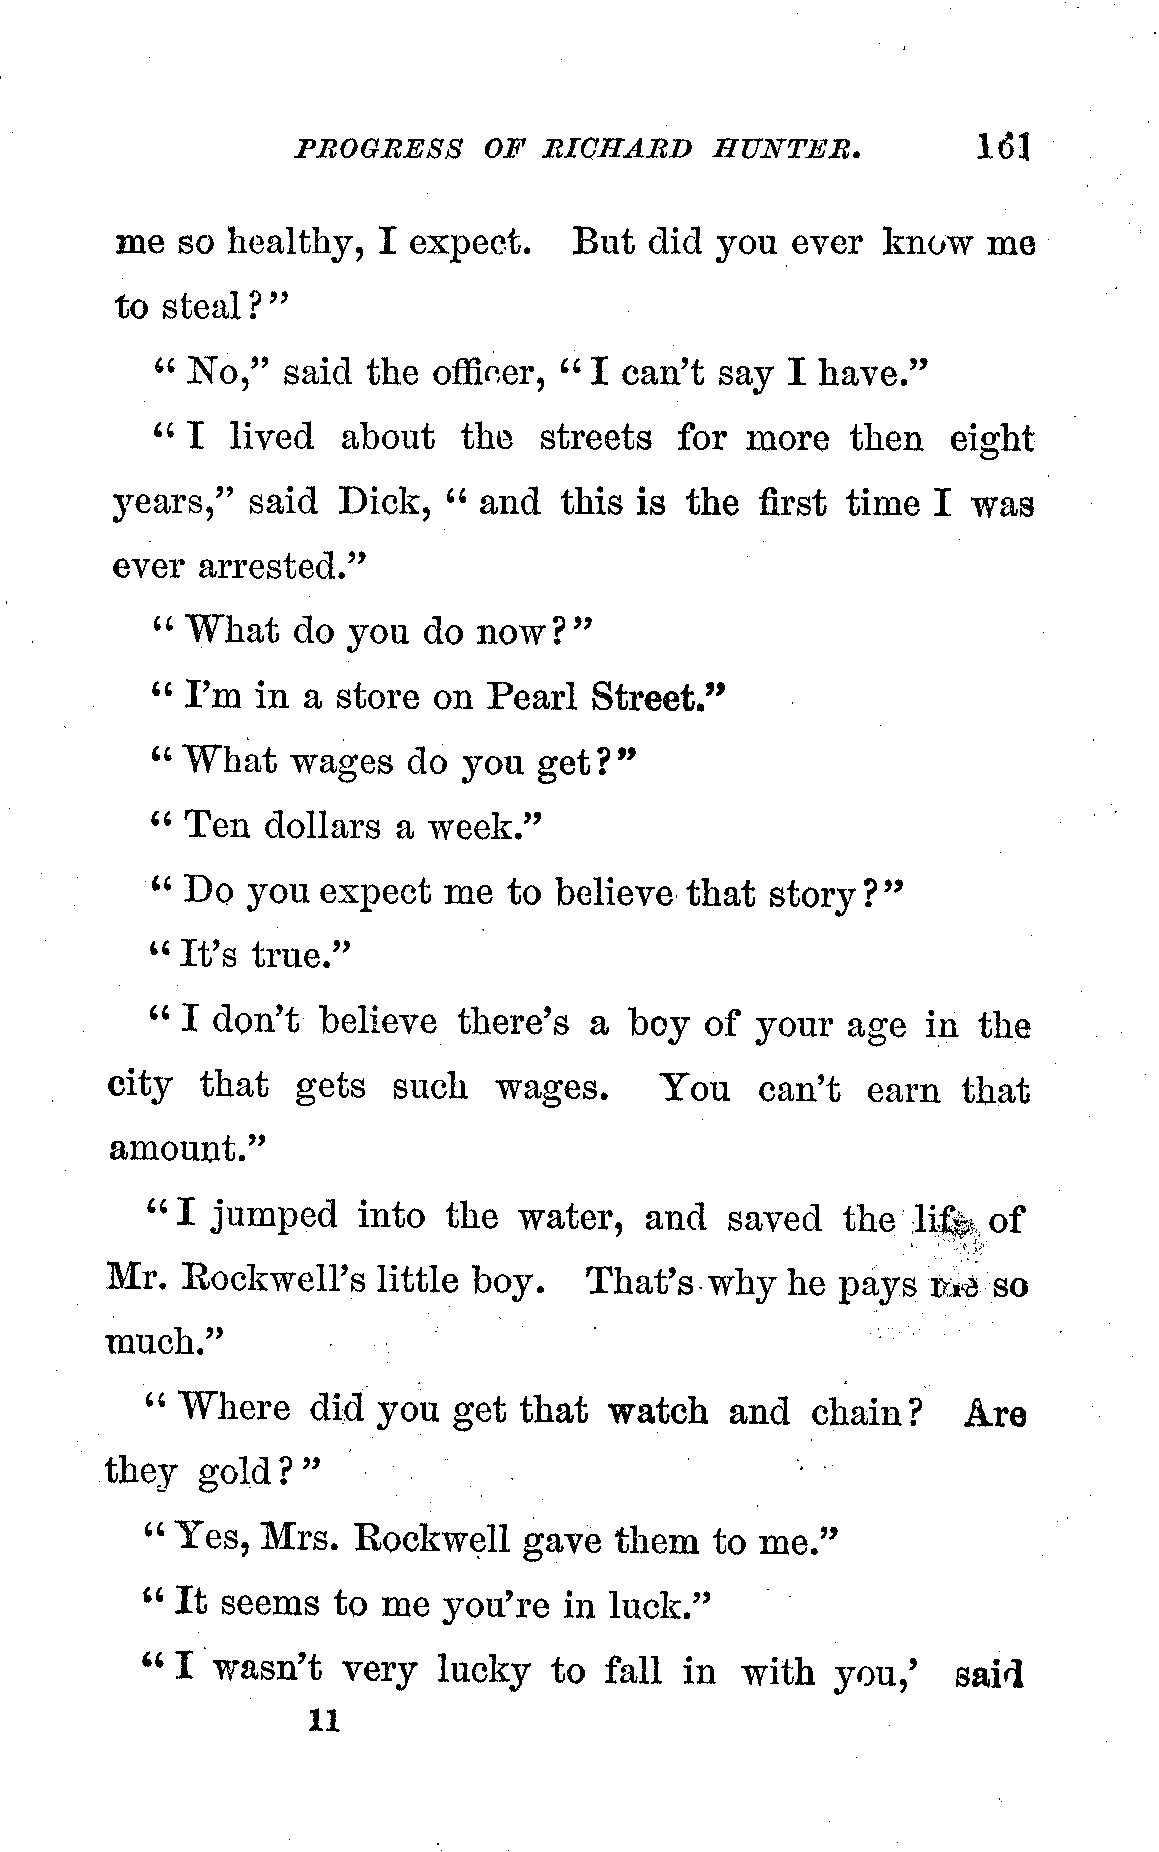 PROGRESS OF RICHARD HUNTER. 161
me so healthy, I expect. But did you ever know me
to steal?"
"No," said the officer, "I can't say I have."
"I lived about the streets for more then eight
years," said Dick, "and this is the first time I was
ever arrested."
"What do you do now?"
"I'm in a store on Pearl Street."
"What wages do you get?"
"Ten dollars a week."
"Do you expect me to believe that story?"
"It's true."
"I don't believe there's a boy of your age in the
city that gets such wages. You can't earn that
amount."
"I jumped into the water, and saved the life of
Mr. Rockwell's little boy. That's why he pays me so
much."
"Where did you get that watch and chain? Are
they gold?"
"Yes, Mrs. Rockwell gave them to me."
"It seems to me you're in luck."
"I wasn't very lucky to fall in with you,' said
11